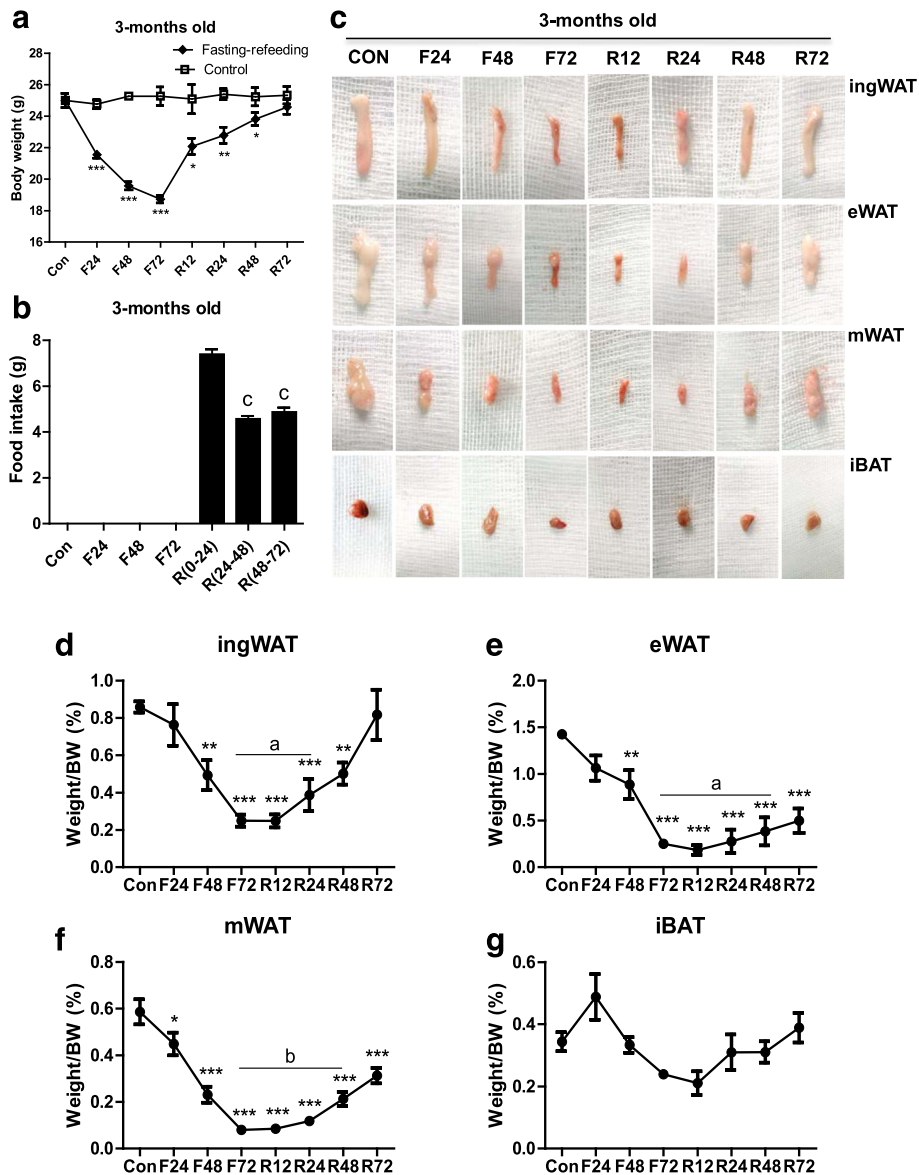 a
3-months old
Fasting-refeeding
Control
Body weight (g)
28
26
24
22
20
18
16
***
***
***
*
**
*
Con F24 F48 F72 R12 R24 R48 R72
b
3-months old
Food intake (g)
8
6
4
2
0
c c
Con F24 F48 F72 R(0-24) R(24-48) R(48-72)
c
3-months old
CON F24 F48 F72 R12 R24 R48 R72
ingWAT
eWAT
mWAT
iBAT
d
ingWAT
Weight/BW (%)
1.0
0.8
0.6
0.4
0.2
0.0
** *** *** a *** **
Con F24 F48 F72 R12 R24 R48 R72
e
eWAT
Weight/BW (%)
2.0
1.5
1.0
0.5
0.0
** *** *** a *** *** ***
Con F24 F48 F72 R12 R24 R48 R72
f
mWAT
Weight/BW (%)
0.8
0.6
0.4
0.2
0.0
* *** *** *** b *** *** ***
Con F24 F48 F72 R12 R24 R48 R72
g
iBAT
Weight/BW (%)
0.6
0.4
0.2
0.0
Con F24 F48 F72 R12 R24 R48 R72